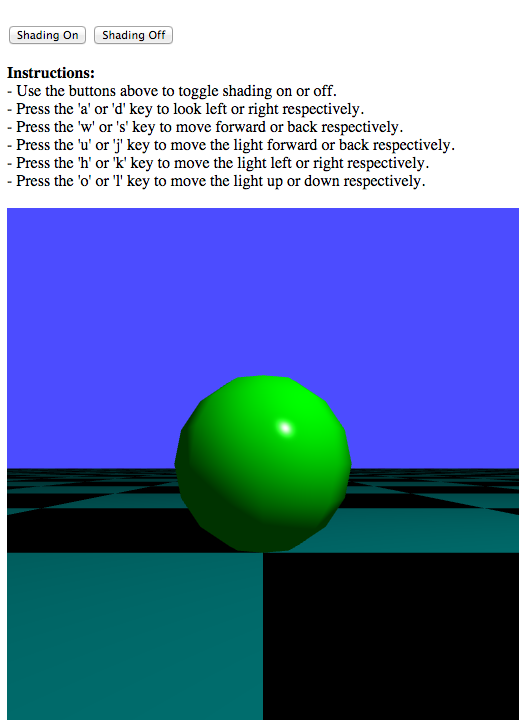 Shading On Shading Off
Instructions:
- Use the buttons above to toggle shading on or off.
- Press the 'a' or 'd' key to look left or right respectively.
- Press the 'w' or 's' key to move forward or back respectively.
- Press the 'u' or 'j' key to move the light forward or back respectively.
- Press the 'h' or 'k' key to move the light left or right respectively.
- Press the 'o' or 'l' key to move the light up or down respectively.